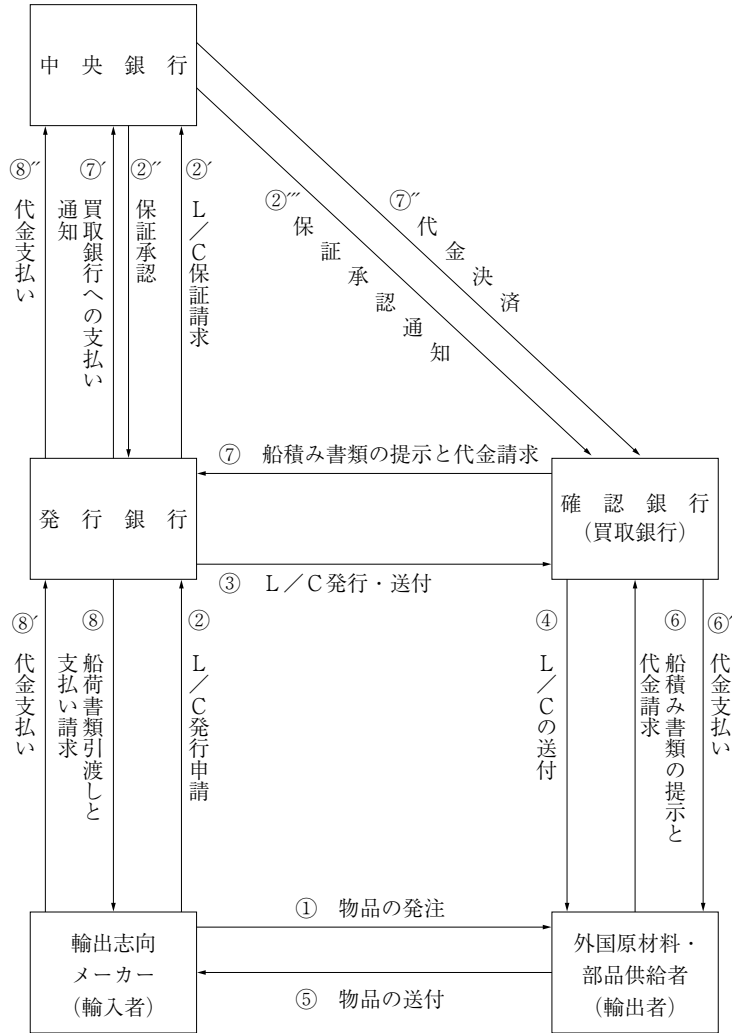 中央銀行
⑧″ 代金支払い
⑦′ 買取銀行への支払い
通知
②″ 保証承認
②′ L/C保証請求
②‴ 保証承認通知
⑦″ 代金決済
⑦ 船積み書類の提示と代金請求
発行銀行
確認銀行
(買取銀行)
③ L/C発行・送付
⑧′ 代金支払い
⑧ 船荷書類引渡しと
支払い請求
② L/C発行申請
④ L/Cの送付
⑥ 船積み書類の提示と
代金請求
⑥′ 代金支払い
① 物品の発注
輸出志向
メーカー
(輸入者)
外国原材料・
部品供給者
(輸出者)
⑤ 物品の送付